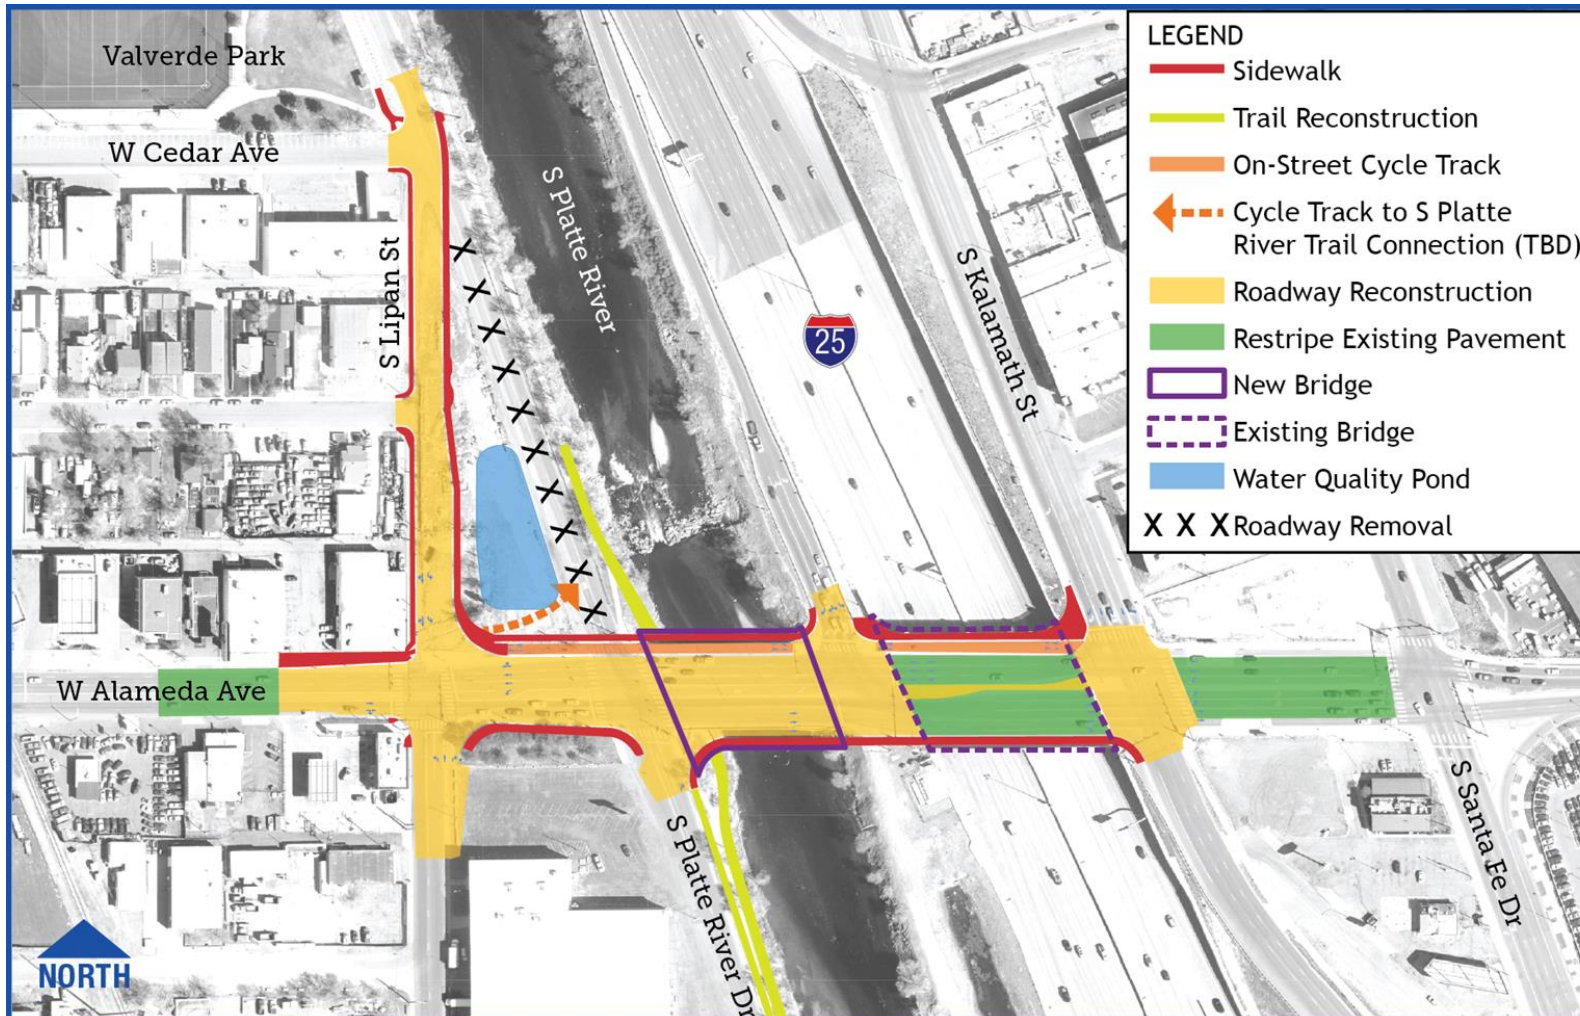 Valverde Park
W Cedar Ave
S Lipan St
S Platte River
25
S Kalamath St
W Alameda Ave
S Platte River Dr
S Santa Fe Dr
NORTH
LEGEND
Sidewalk
Trail Reconstruction
On-Street Cycle Track
Cycle Track to S Platte
River Trail Connection (TBD)
Roadway Reconstruction
Restripe Existing Pavement
New Bridge
Existing Bridge
Water Quality Pond
X X X Roadway Removal